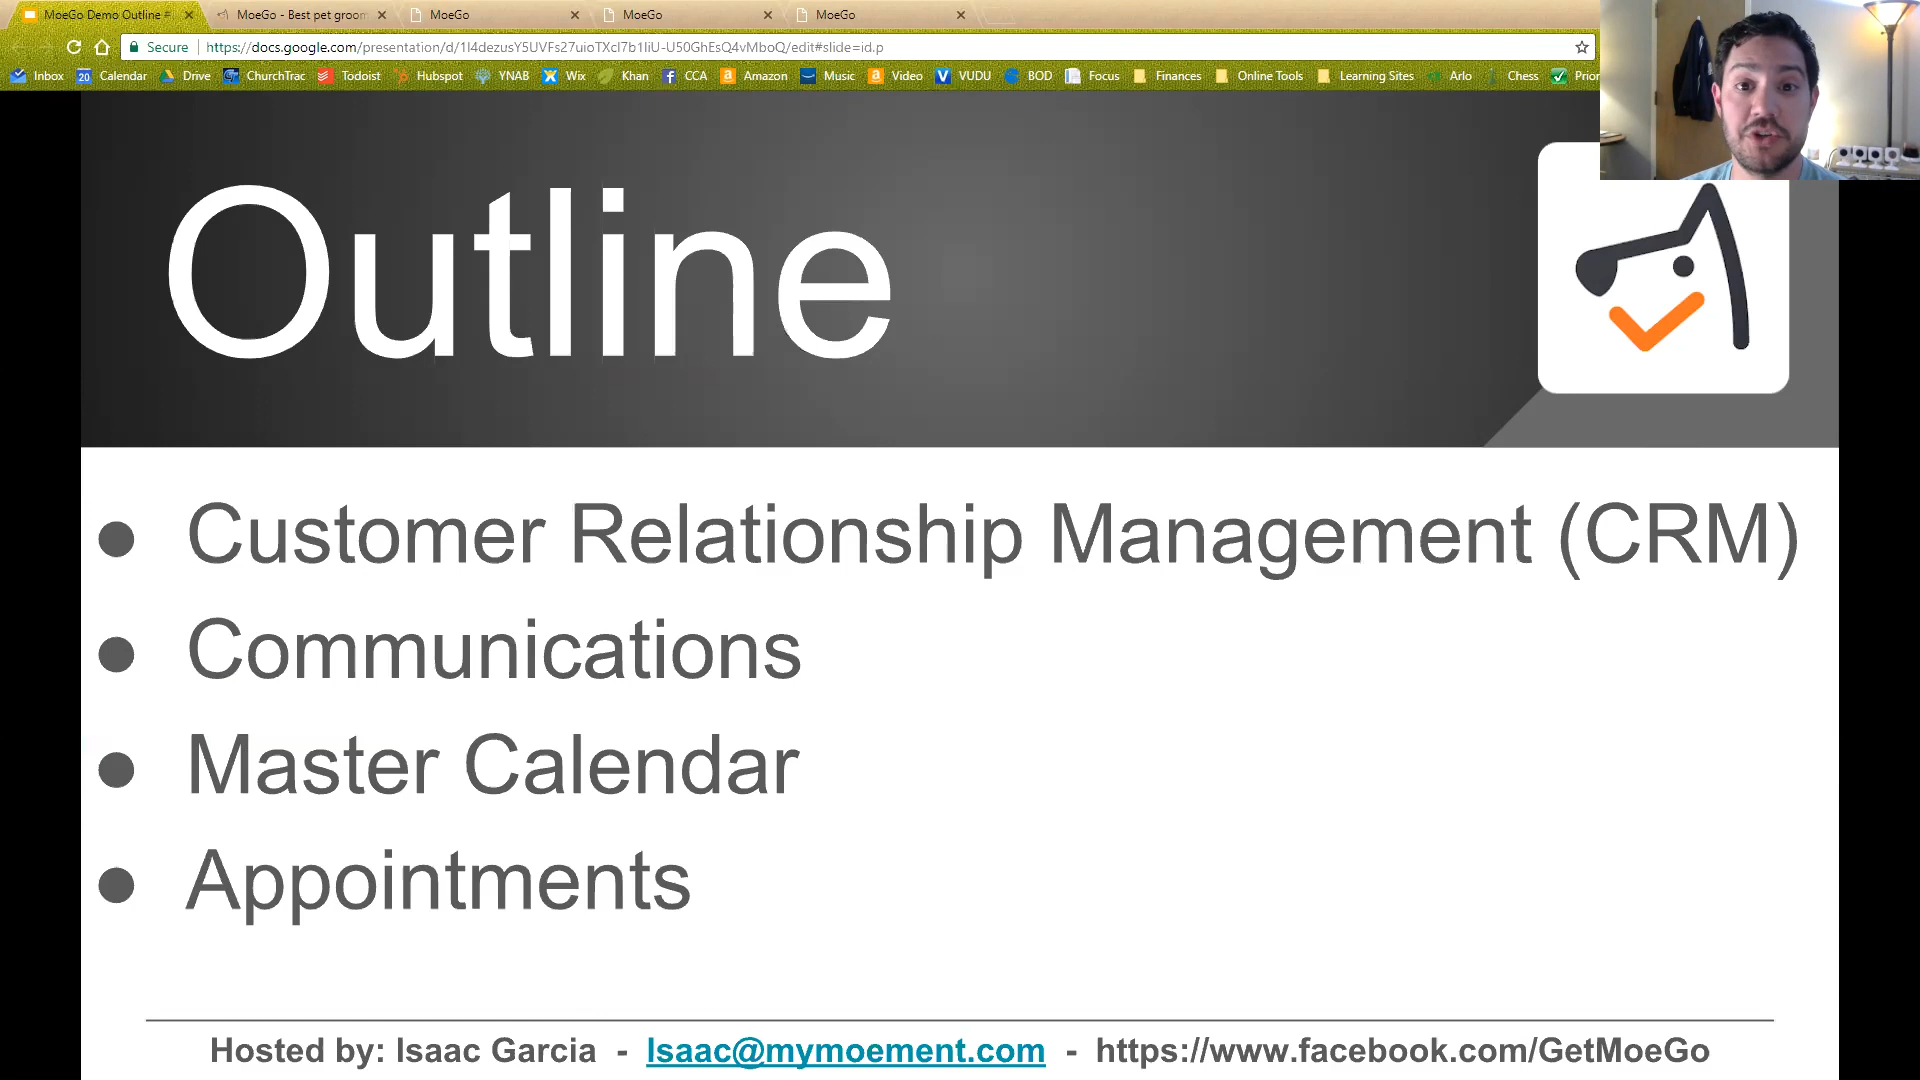 MoeGo Demo Outline
MoeGo - Best pet groom
MoeGo
MoeGo
MoeGo
Secure
https://docs.google.com/presentation/d/1l4dezusY5UVFs27uioTXcl7b1IiU-U50GhEsQ4vMboQ/edit#slide=id.p
Inbox 20 Calendar Drive ChurchTrac Todoist Hubspot YNAB Wix Khan CCA Amazon Music Video VUDU BOD Focus Finances Online Tools Learning Sites Arlo Chess Prior
Outline
● Customer Relationship Management (CRM)
● Communications
● Master Calendar
● Appointments
Hosted by: Isaac Garcia - Isaac@mymoement.com - https://www.facebook.com/GetMoeGo